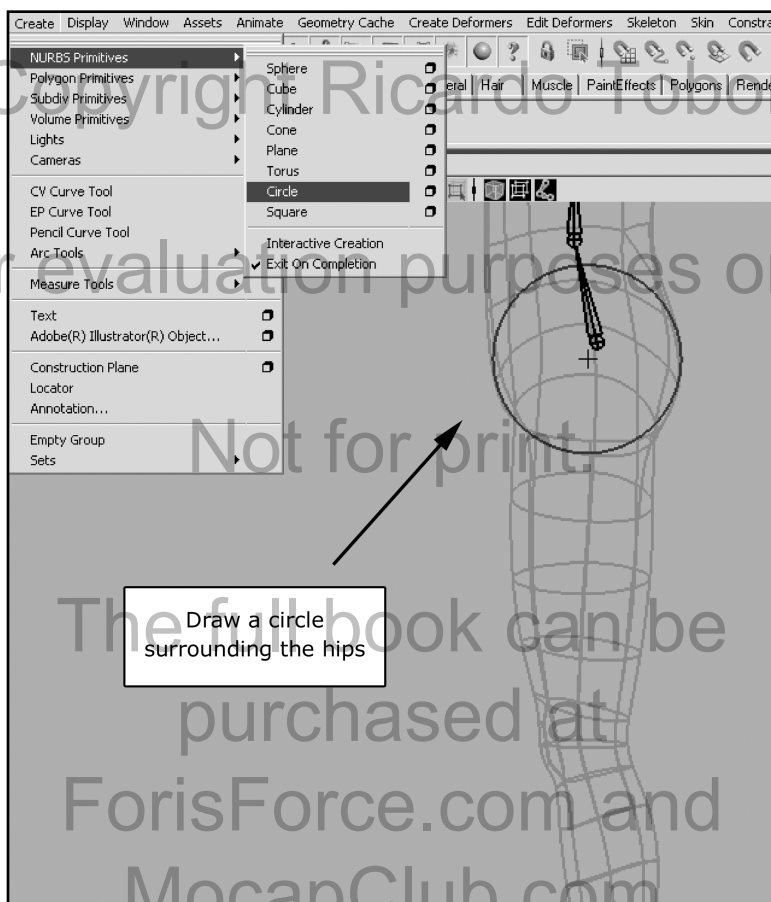 Create Display Window Assets Animate Geometry Cache Create Deformers Edit Deformers Skeleton Skin Constra
NURBS Primitives
Polygon Primitives
Subdiv Primitives
Volume Primitives
Lights
Cameras
CV Curve Tool
EP Curve Tool
Pencil Curve Tool
Arc Tools
Measure Tools
Text
Adobe(R) Illustrator(R) Object...
Construction Plane
Locator
Annotation...
Empty Group
Sets
Sphere
Cube
Cylinder
Cone
Plane
Torus
Circle
Square
Interactive Creation
Exit On Completion
eral Hair Muscle PaintEffects Polygons Rende
Draw a circle
surrounding the hips
Copyright Ricardo Tobo
r evaluation purposes o
Not for print.
The full book can be
purchased at
ForisForce.com and
MocapClub.com